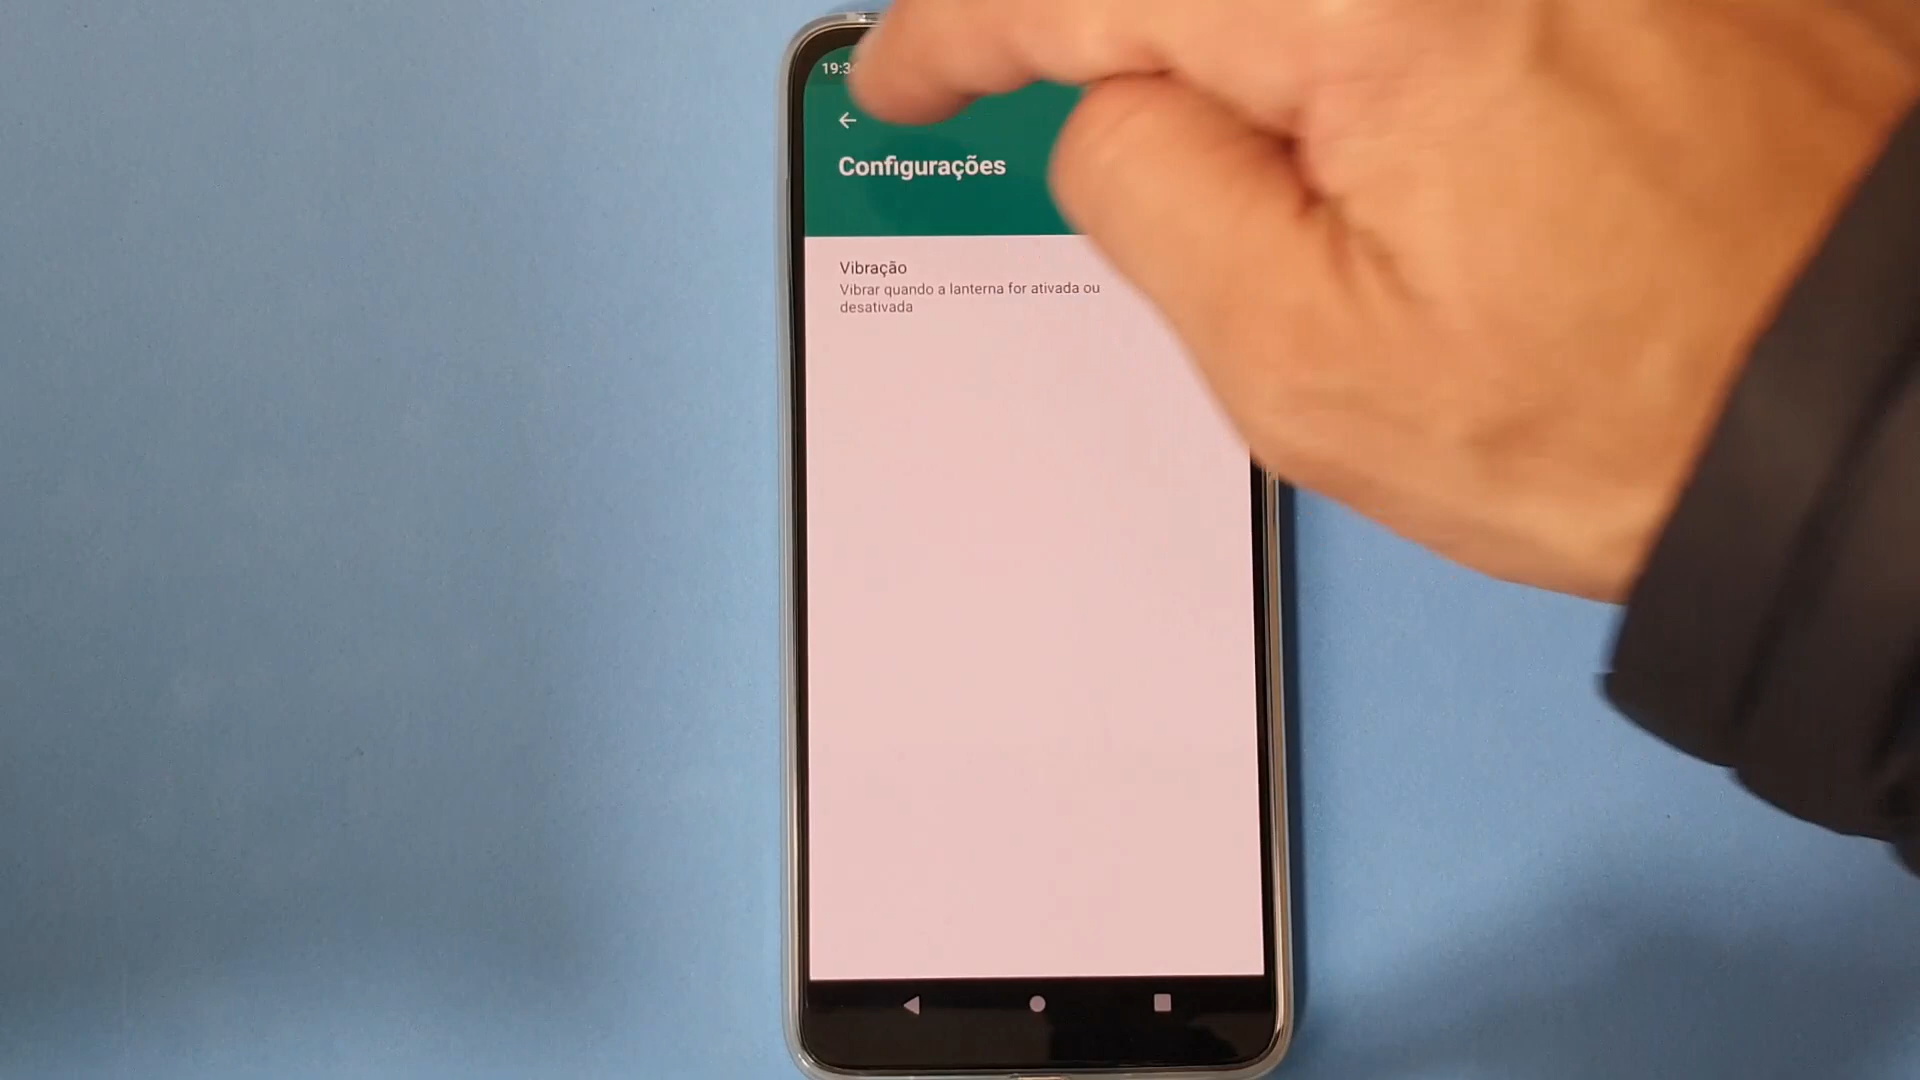 Configurações
Vibração
Vibrar quando a lanterna for ativada ou
desativada